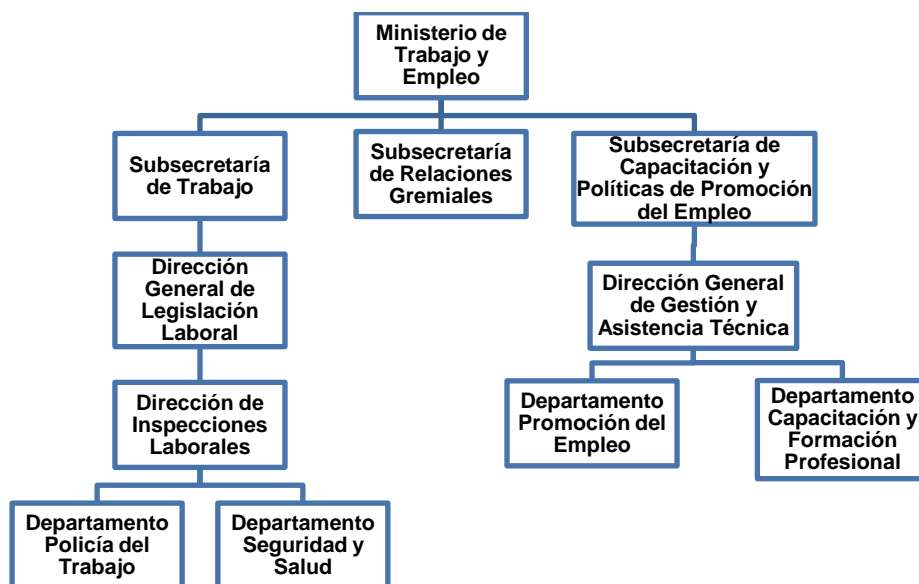 Ministerio de
Trabajo y
Empleo
Subsecretaría
de Trabajo
Subsecretaría
de Relaciones
Gremiales
Subsecretaría de
Capacitación y
Políticas de Promoción
del Empleo
Dirección
General de
Legislación
Laboral
Dirección General
de Gestión y
Asistencia Técnica
Dirección de
Inspecciones
Laborales
Departamento
Promoción del
Empleo
Departamento
Capacitación y
Formación
Profesional
Departamento
Policía del
Trabajo
Departamento
Seguridad y
Salud